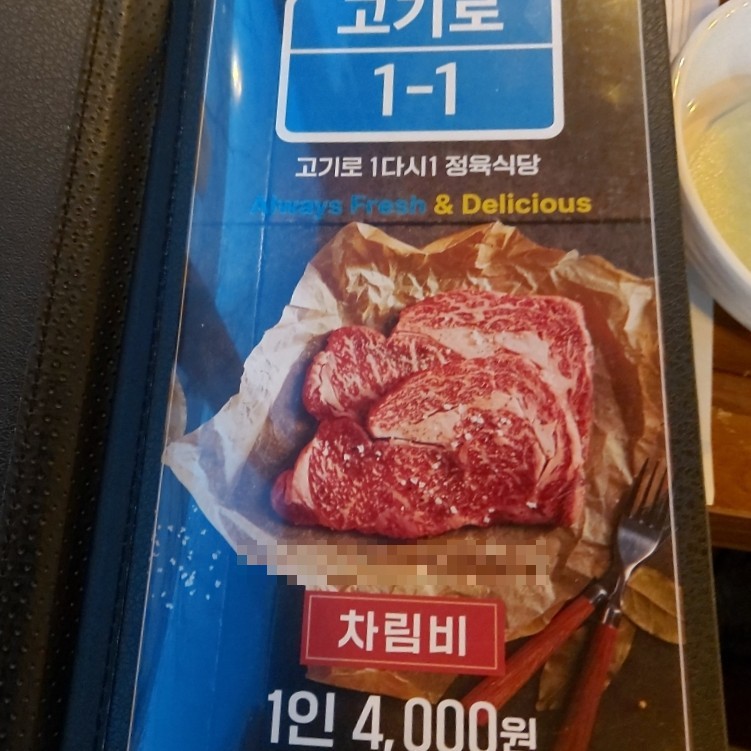 고기로
1-1
고기로 1다시1 정육식당
Always Fresh & Delicious
차림비
1인 4,000원